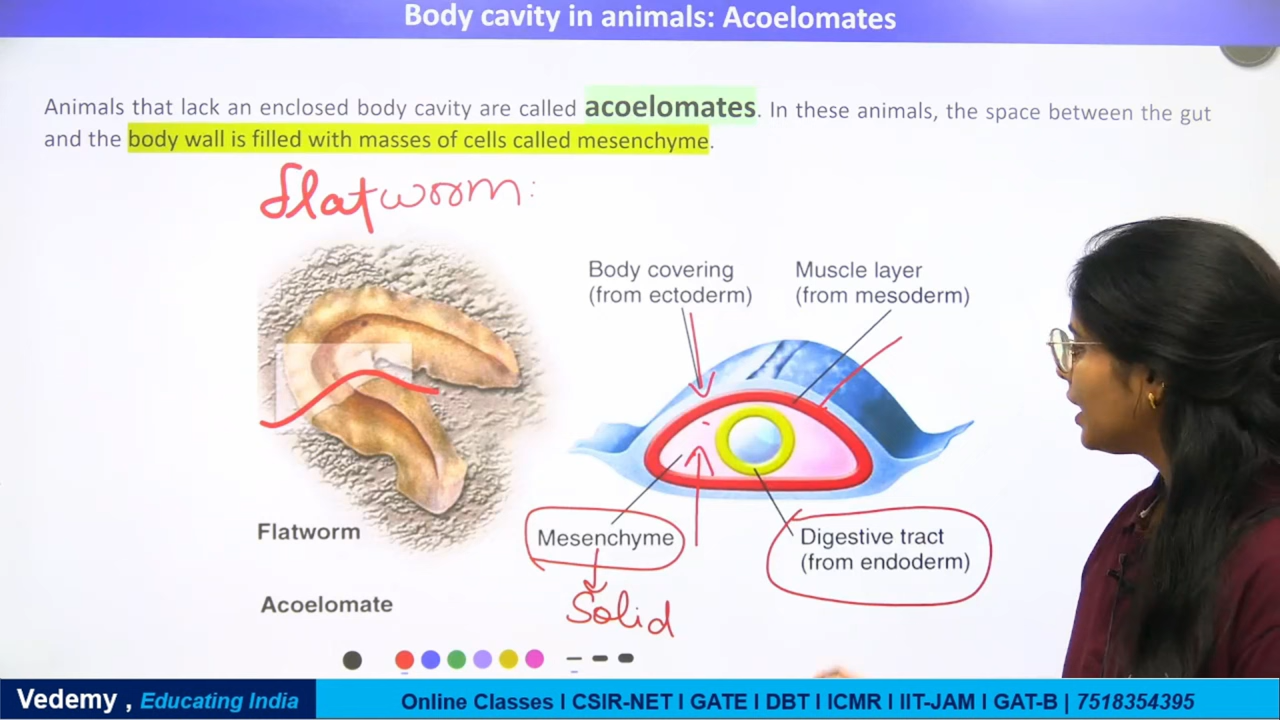 Body cavity in animals: Acoelomates
Animals that lack an enclosed body cavity are called acoelomates. In these animals, the space between the gut
and the body wall is filled with masses of cells called mesenchyme.
flatworm:
Body covering
(from ectoderm)
Muscle layer
(from mesoderm)
Mesenchyme
Digestive tract
(from endoderm)
Solid
Flatworm
Acoelomate
Vedemy , Educating India
Online Classes I CSIR-NET I GATE I DBT I ICMR I IIT-JAM I GAT-B | 7518354395